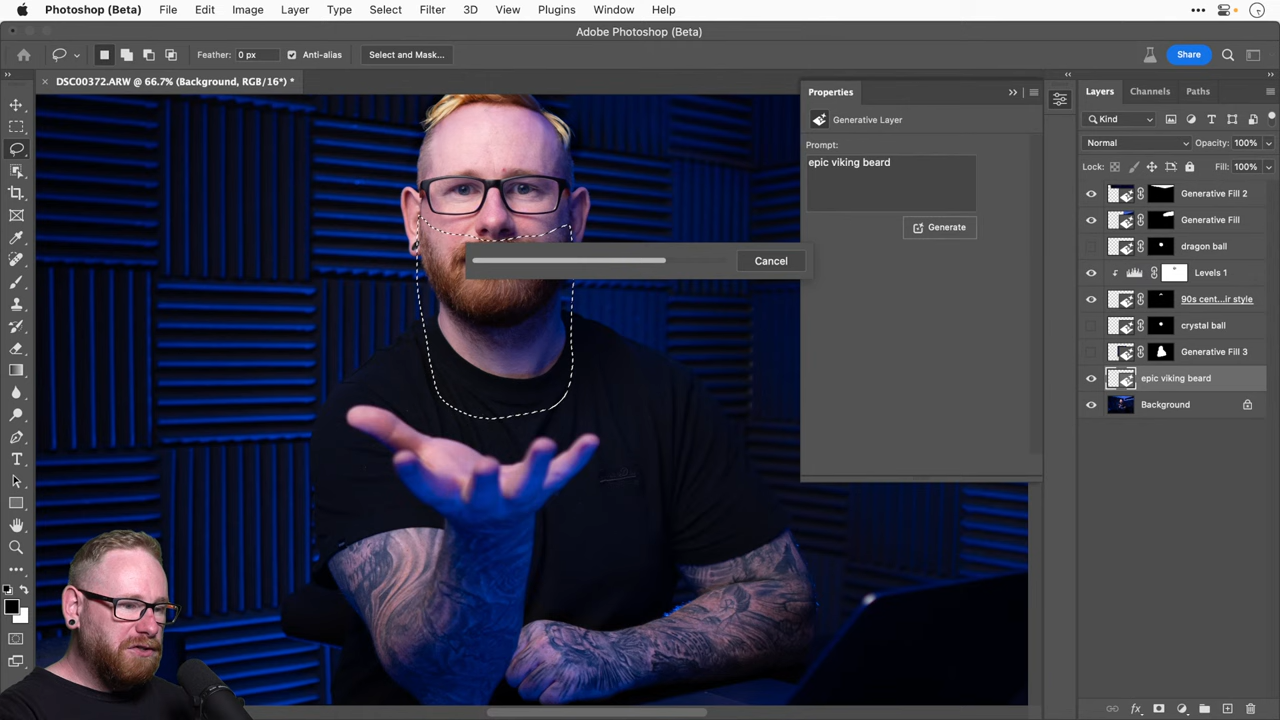 Photoshop (Beta) File Edit Image Layer Type Select Filter 3D View Plugins Window Help
Adobe Photoshop (Beta)
Feather: 0 px Anti-alias Select and Mask... Share
× DSC00372.ARW @ 66.7% (Background, RGB/16*) *
Properties
Generative Layer
Prompt:
epic viking beard
Generate
Cancel
Layers Channels Paths
Kind
Normal Opacity: 100%
Lock: Fill: 100%
Generative Fill 2
Generative Fill
dragon ball
Levels 1
90s cent...ir style
crystal ball
Generative Fill 3
epic viking beard
Background
fx